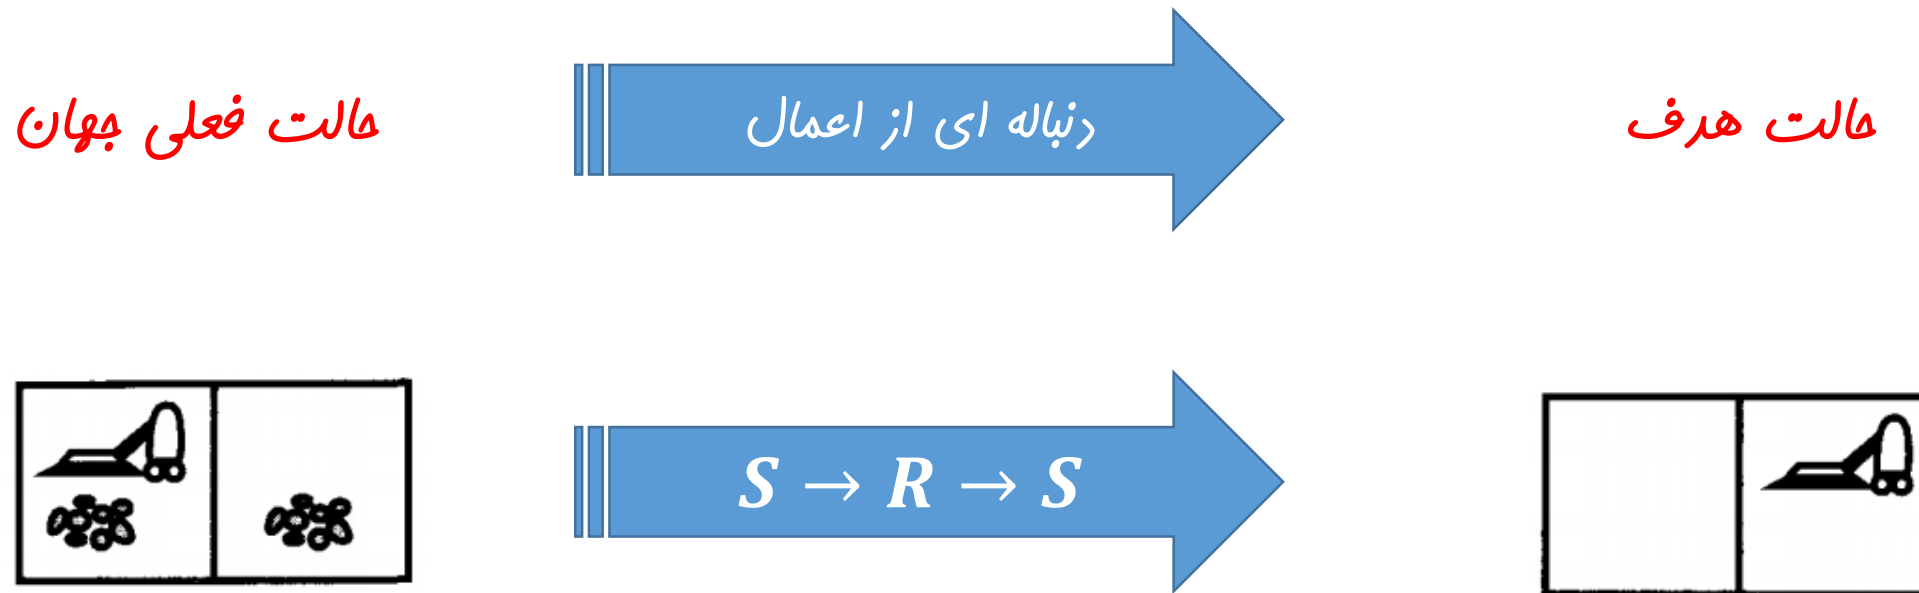 حالت فعلی جهان
دنباله ای از اعمال
حالت هدف
S → R → S